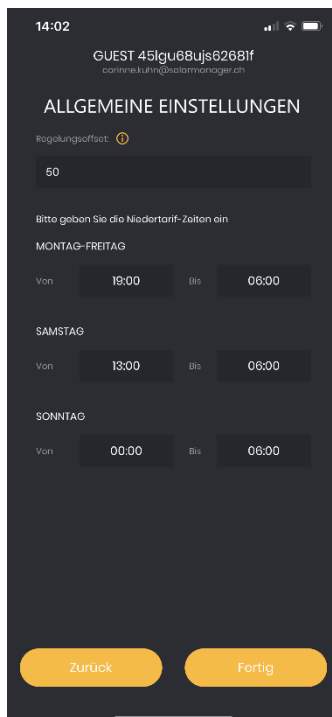 14:02
GUEST 45lgu68ujs62681f
corinne.kuhn@solarmanager.ch
ALLGEMEINE EINSTELLUNGEN
Regelungsoffset:
50
Bitte geben Sie die Niedertarif-Zeiten ein
MONTAG-FREITAG
Von 19:00 Bis 06:00
SAMSTAG
Von 13:00 Bis 06:00
SONNTAG
Von 00:00 Bis 06:00
Zurück Fertig